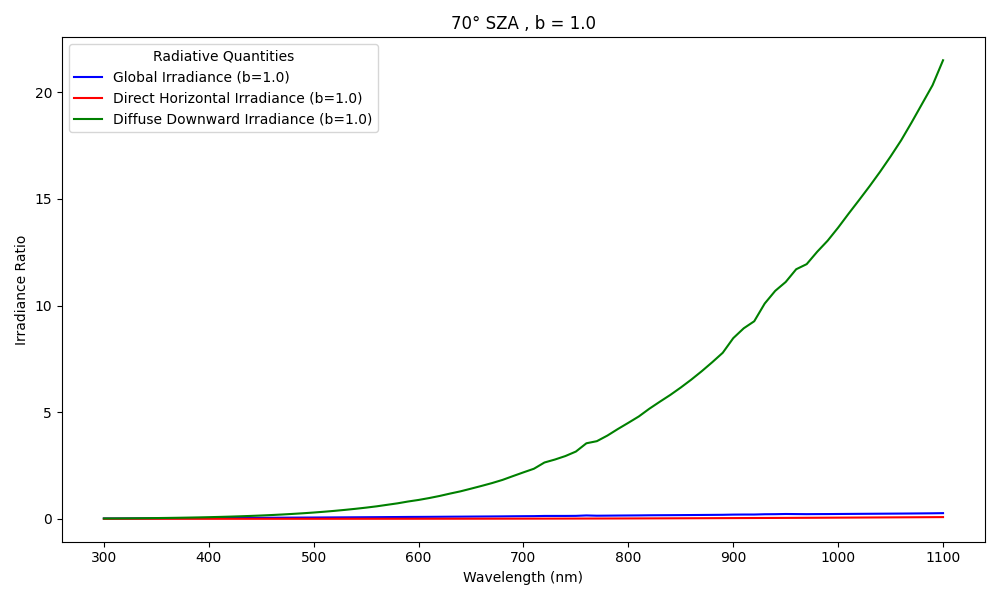 70° SZA , b = 1.0
Radiative Quantities
Global Irradiance (b=1.0)
Direct Horizontal Irradiance (b=1.0)
Diffuse Downward Irradiance (b=1.0)
Irradiance Ratio
20
15
10
5
0
300 400 500 600 700 800 900 1000 1100
Wavelength (nm)